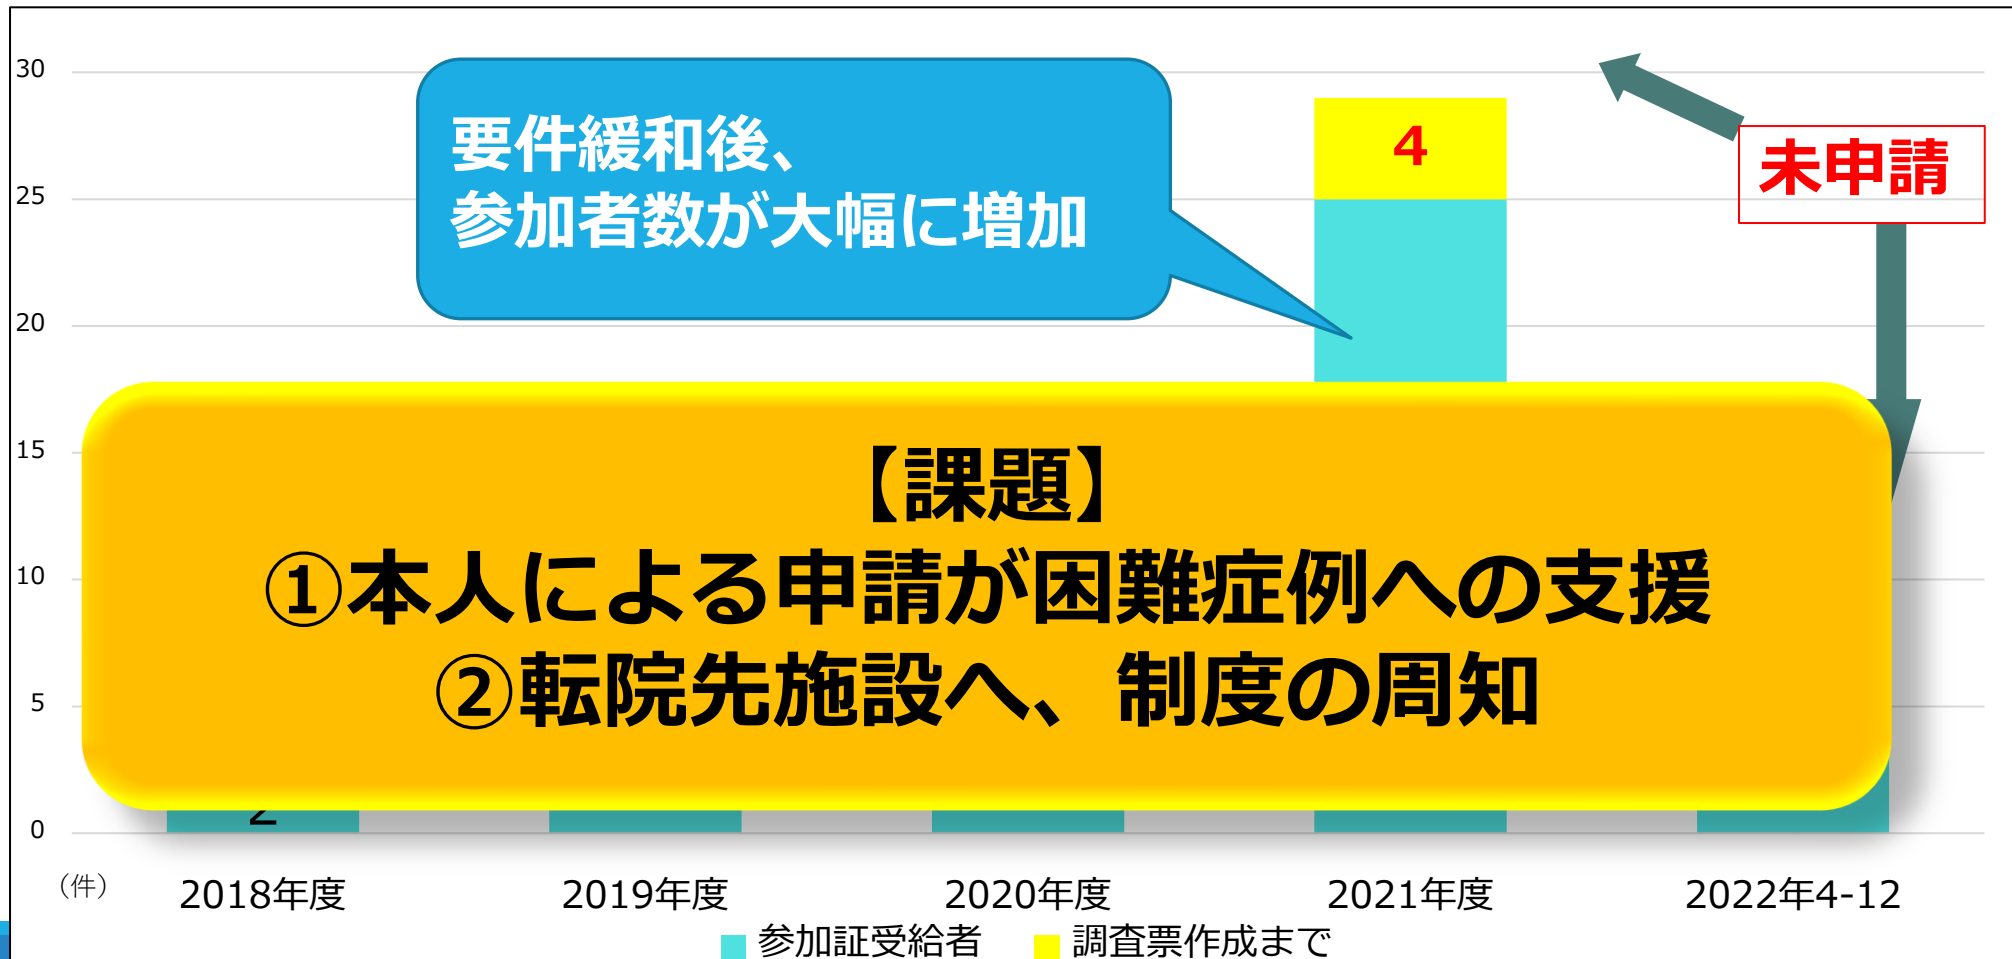 30
25
20
15
10
5
0
(件)
要件緩和後、
参加者数が大幅に増加
4
未申請
【課題】
①本人による申請が困難症例への支援
②転院先施設へ、制度の周知
2
2018年度
2019年度
2020年度
2021年度
2022年4-12
参加証受給者
調査票作成まで